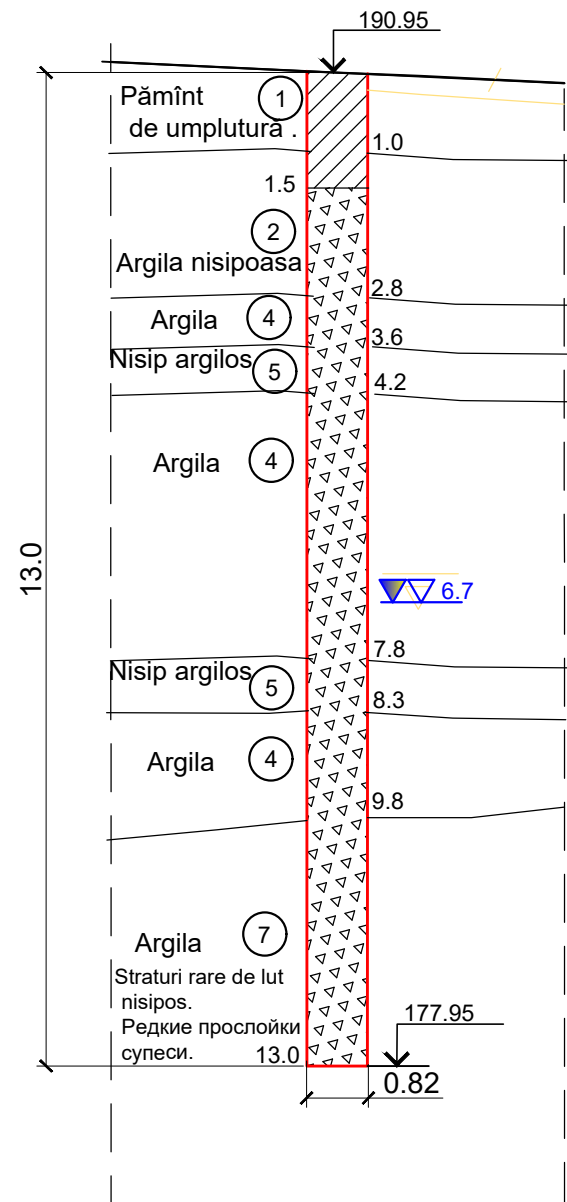 190.95
Pămînt
de umplutură .
1
1.0
1.5
2
Argila nisipoasa
2.8
Argila
4
3.6
Nisip argilos
5
4.2
Argila
4
13.0
6.7
7.8
Nisip argilos
5
8.3
Argila
4
9.8
Argila
7
Straturi rare de lut
nisipos.
Редкие прослойки
супеси.
13.0
177.95
0.82